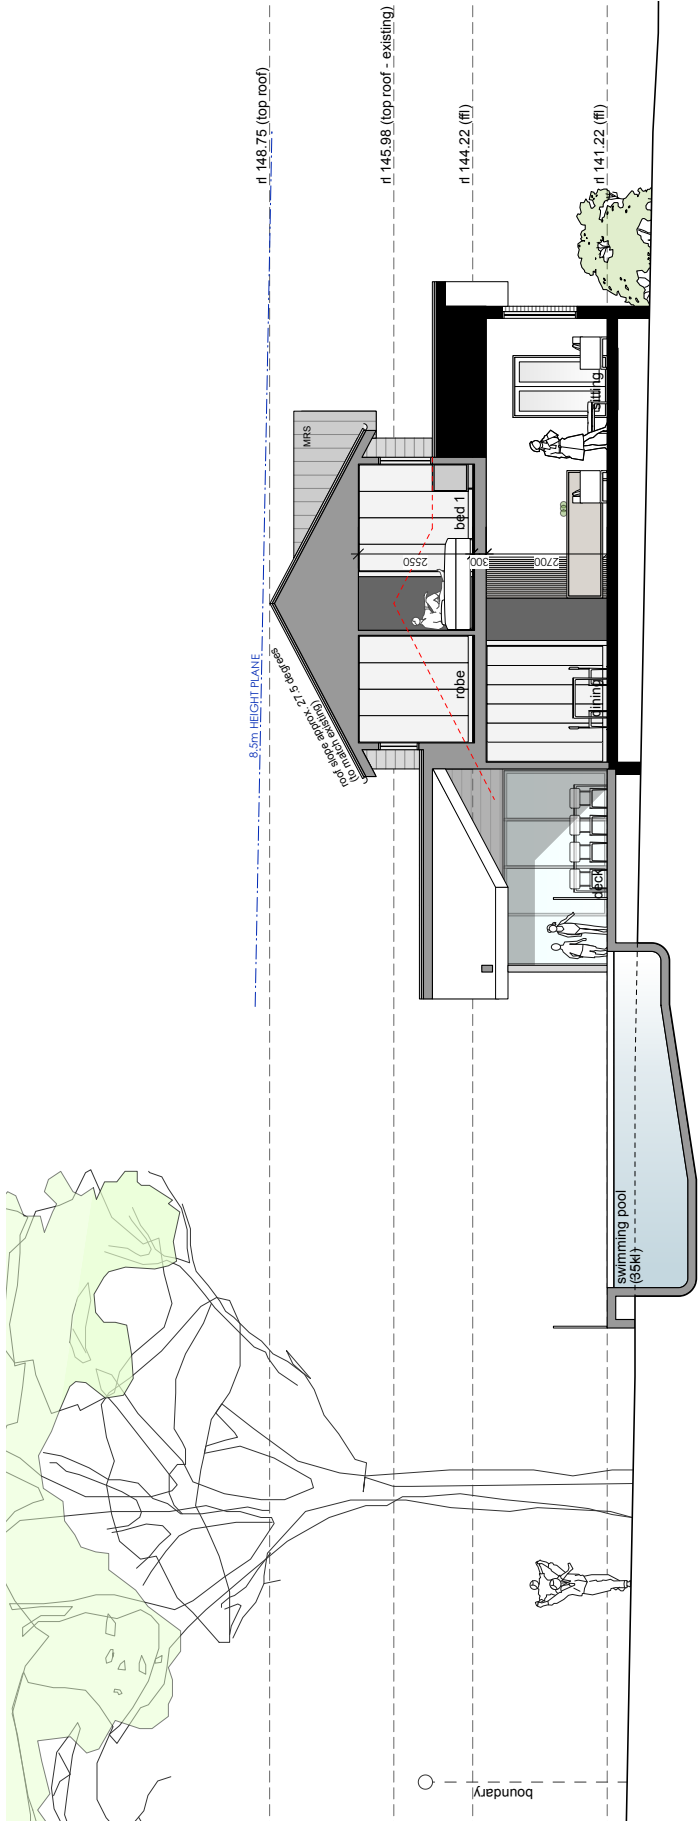 rl 148.75 (top roof)
rl 145.98 (top roof - existing)
rl 144.22 (ffl)
rl 141.22 (ffl)
8.5m HEIGHT PLANE
MRS
roof slope approx. 27.5 degrees
(to match existing)
robe
bed 1
2550
300
2700
deck
dining
sitting
swimming pool
(35kl)
boundary